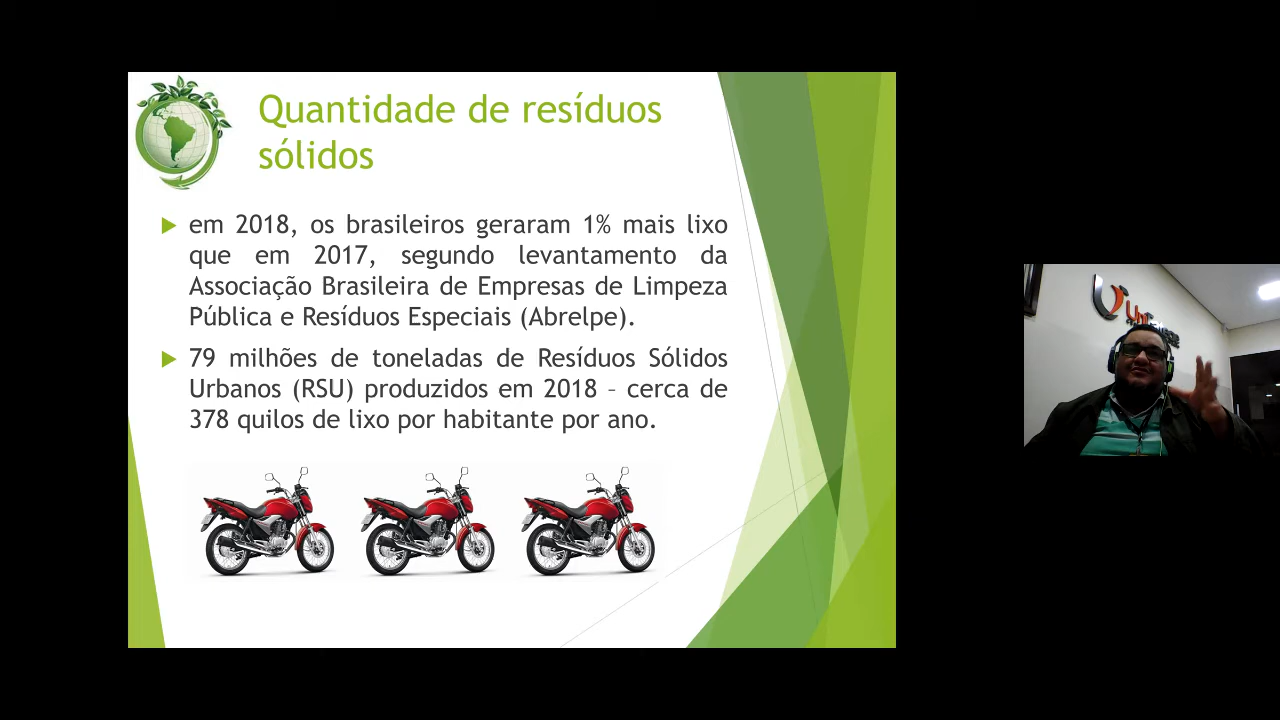 Quantidade de resíduos
sólidos
em 2018, os brasileiros geraram 1% mais lixo
que em 2017, segundo levantamento da
Associação Brasileira de Empresas de Limpeza
Pública e Resíduos Especiais (Abrelpe).
79 milhões de toneladas de Resíduos Sólidos
Urbanos (RSU) produzidos em 2018 – cerca de
378 quilos de lixo por habitante por ano.